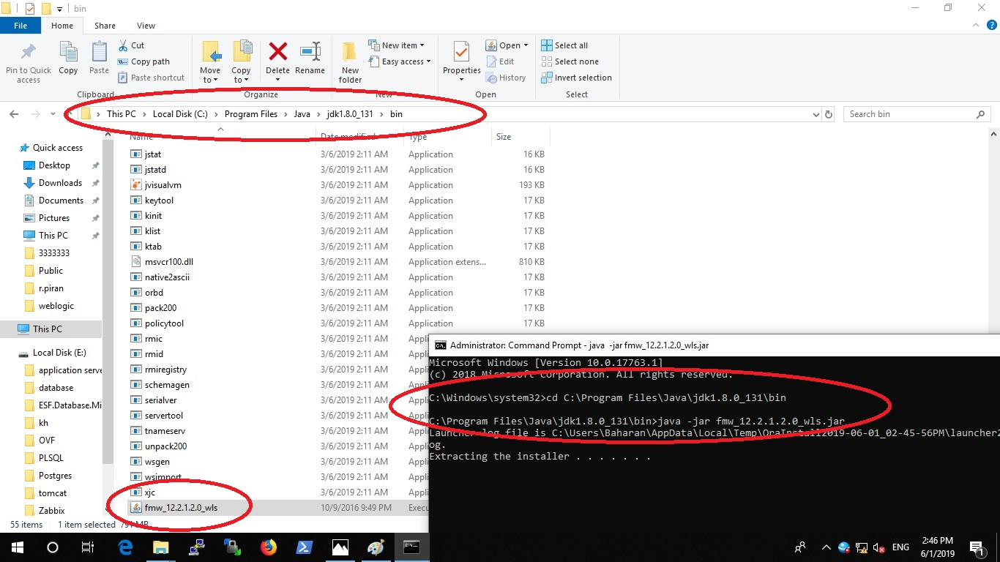 bin
File Home Share View
Pin to Quick access
Copy
Paste
Cut
Copy path
Paste shortcut
Clipboard
Move to
Copy to
Delete
Rename
Organize
New folder
New item
Easy access
New
Properties
Open
Edit
History
Open
Select all
Select none
Invert selection
Select
This PC Local Disk (C:) Program Files Java jdk1.8.0_131 bin
Search bin
Name Date modified Type Size
jstat 3/6/2019 2:11 AM Application 16 KB
jstatd 3/6/2019 2:11 AM Application 16 KB
jvisualvm 3/6/2019 2:11 AM Application 193 KB
keytool 3/6/2019 2:11 AM Application 17 KB
kinit 3/6/2019 2:11 AM Application 17 KB
klist 3/6/2019 2:11 AM Application 17 KB
ktab 3/6/2019 2:11 AM Application 17 KB
msvcr100.dll 3/6/2019 2:11 AM Application extens... 810 KB
native2ascii 3/6/2019 2:11 AM Application 17 KB
orbd 3/6/2019 2:11 AM Application 17 KB
pack200 3/6/2019 2:11 AM Application 17 KB
policytool 3/6/2019 2:11 AM Application 17 KB
rmic 3/6/2019 2:11 AM
rmid 3/6/2019 2:11 AM
rmiregistry 3/6/2019 2:11 AM
schemagen 3/6/2019 2:11 AM
serialver 3/6/2019 2:11 AM
servertool 3/6/2019 2:11 AM
tnameserv 3/6/2019 2:11 AM
unpack200 3/6/2019 2:11 AM
wsgen 3/6/2019 2:11 AM
wsimport 3/6/2019 2:11 AM
xjc 3/6/2019 2:11 AM
fmw_12.2.1.2.0_wls 10/9/2016 9:49 PM Execu
Quick access
Desktop
Downloads
Documents
Pictures
This PC
3333333
Public
r.piran
weblogic
This PC
Local Disk (E:)
application serve
database
ESF.Database.Mi
kh
OVF
PLSQL
Postgres
tomcat
Zabbix
55 items 1 item selected 791 MB
Administrator: Command Prompt - java -jar fmw_12.2.1.2.0_wls.jar
Microsoft Windows [Version 10.0.17763.1]
(c) 2018 Microsoft Corporation. All rights reserved.
C:\Windows\system32>cd C:\Program Files\Java\jdk1.8.0_131\bin
C:\Program Files\Java\jdk1.8.0_131\bin>java -jar fmw_12.2.1.2.0_wls.jar
Launcher log file is C:\Users\Baharan\AppData\Local\Temp\OraInstall2019-06-01_02-45-56PM\launcher2
og.
Extracting the installer . . . . . . .
ENG
2:46 PM
6/1/2019
1